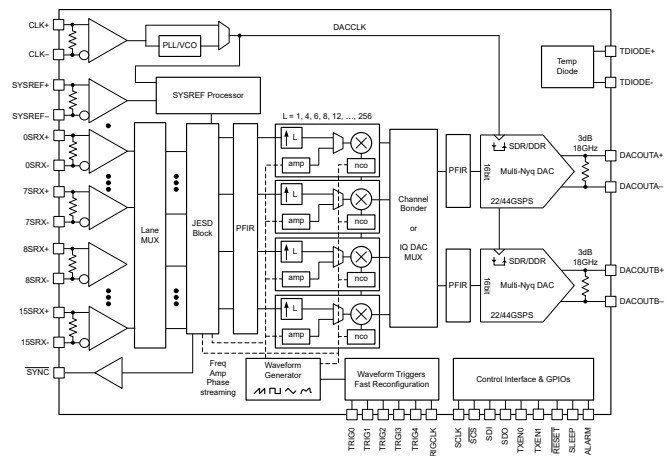 CLK+
CLK–
PLL/VCO
DACCLK
Temp
Diode
TDIODE+
TDIODE-
SYSREF+
SYSREF–
SYSREF Processor
L = 1, 4, 6, 8, 12, …, 256
0SRX+
0SRX-
7SRX+
7SRX-
8SRX+
8SRX-
15SRX+
15SRX-
SYNC
Lane
MUX
JESD
Block
PFIR
L
amp
nco
L
amp
nco
L
amp
nco
L
amp
nco
Channel
Bonder
or
IQ DAC
MUX
PFIR
16bit
SDR/DDR
Multi-Nyq DAC
22/44GSPS
3dB
18GHz
DACOUTA+
DACOUTA–
PFIR
16bit
SDR/DDR
Multi-Nyq DAC
22/44GSPS
3dB
18GHz
DACOUTB+
DACOUTB–
Freq
Amp
Phase
streaming
Waveform
Generator
Waveform Triggers
Fast Reconfiguration
Control Interface & GPIOs
TRIG0
TRIG1
TRIG2
TRGI3
TRIG4
RIGCLK
SCLK
SCS
SDI
SDO
TXEN0
TXEN1
RESET
SLEEP
ALARM